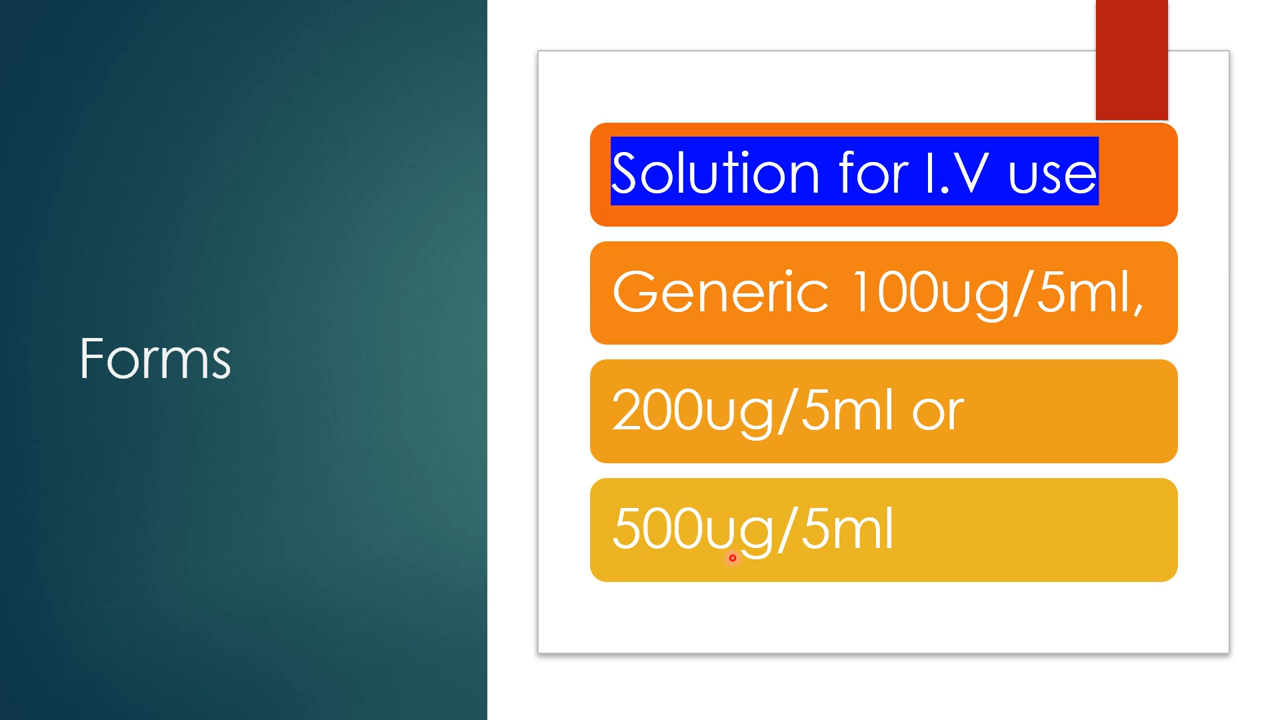 Forms
Solution for I.V use
Generic 100ug/5ml,
200ug/5ml or
500ug/5ml